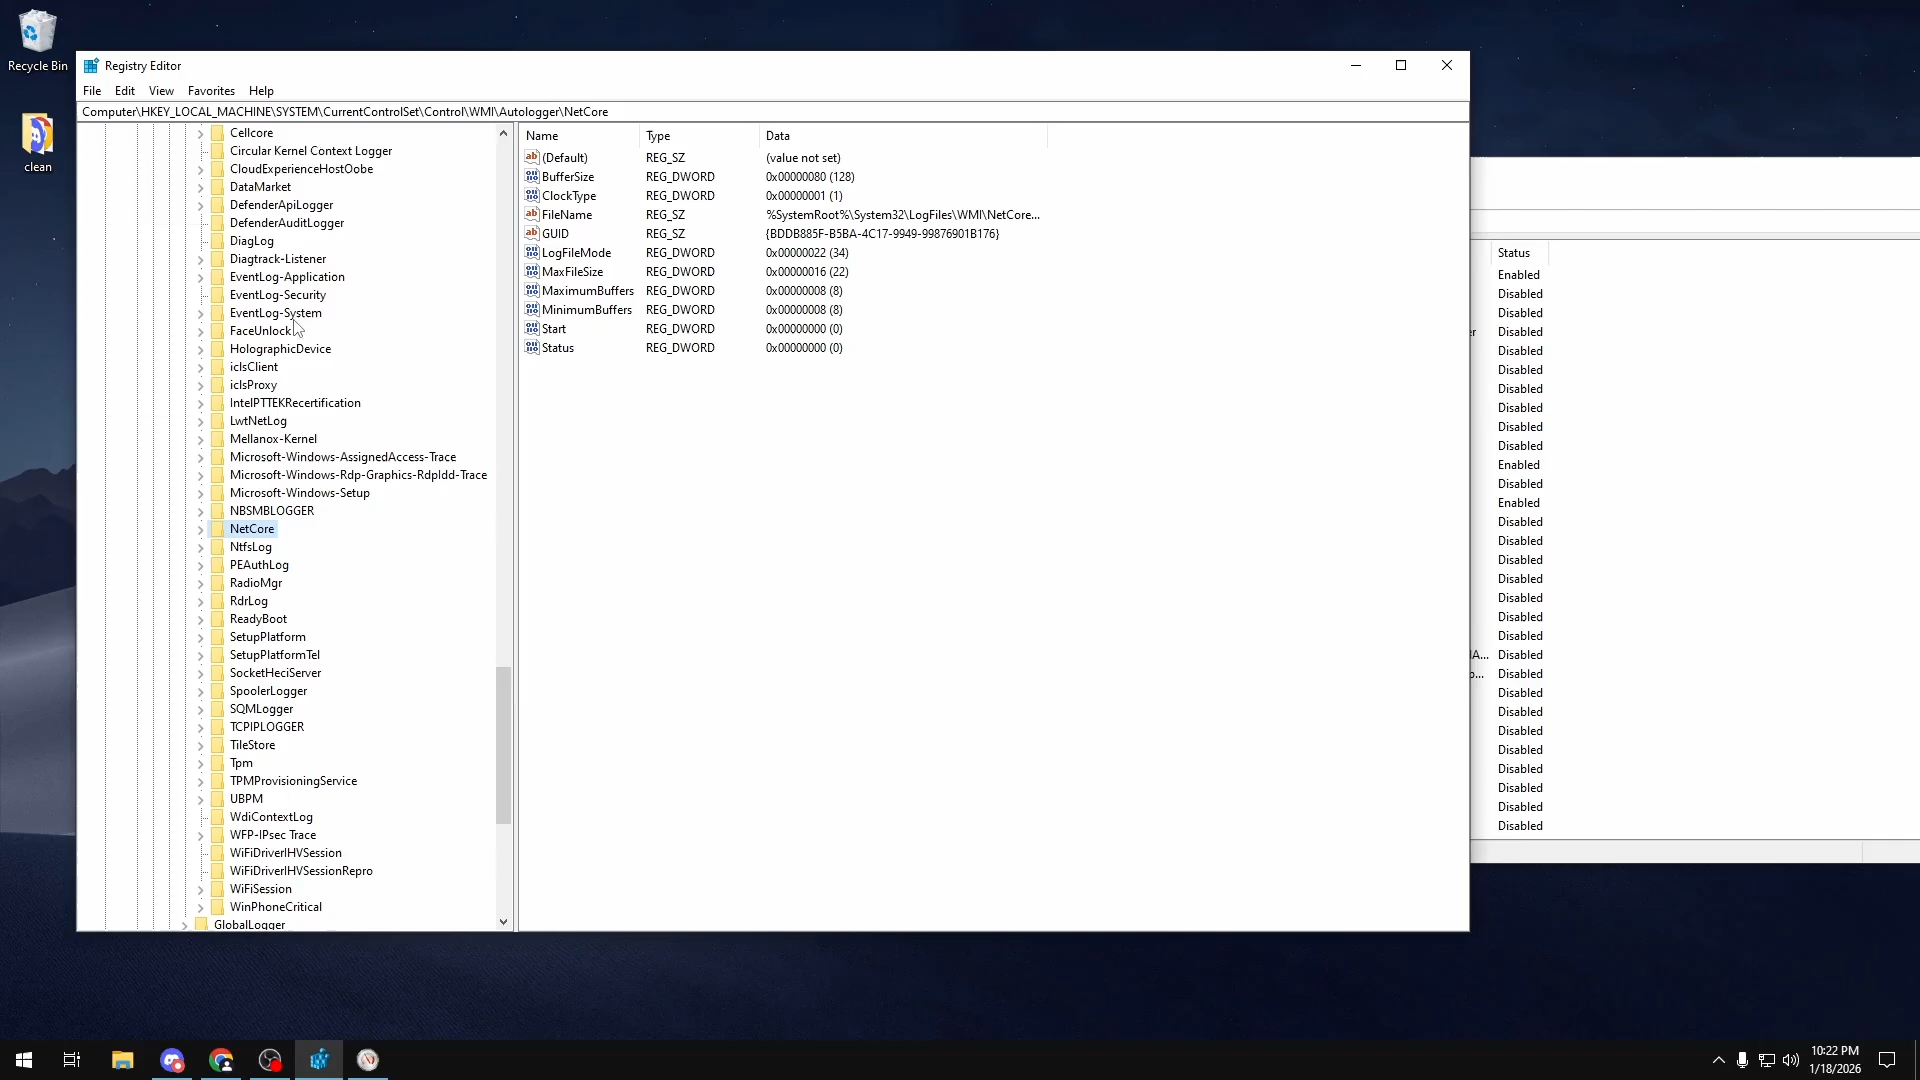 Recycle Bin
clean
Registry Editor
File Edit View Favorites Help
Computer\HKEY_LOCAL_MACHINE\SYSTEM\CurrentControlSet\Control\WMI\Autologger\NetCore
Cellcore
Circular Kernel Context Logger
CloudExperienceHostOobe
DataMarket
DefenderApiLogger
DefenderAuditLogger
DiagLog
Diagtrack-Listener
EventLog-Application
EventLog-Security
EventLog-System
FaceUnlock
HolographicDevice
iclsClient
iclsProxy
IntelPTTEKRecertification
LwtNetLog
Mellanox-Kernel
Microsoft-Windows-AssignedAccess-Trace
Microsoft-Windows-Rdp-Graphics-RdpIdd-Trace
Microsoft-Windows-Setup
NBSMBLOGGER
NetCore
NtfsLog
PEAuthLog
RadioMgr
RdrLog
ReadyBoot
SetupPlatform
SetupPlatformTel
SocketHeciServer
SpoolerLogger
SQMLogger
TCPIPLOGGER
TileStore
Tpm
TPMProvisioningService
UBPM
WdiContextLog
WFP-IPsec Trace
WiFiDriverIHVSession
WiFiDriverIHVSessionRepro
WiFiSession
WinPhoneCritical
GlobalLogger
Name Type Data
(Default) REG_SZ (value not set)
BufferSize REG_DWORD 0x00000080 (128)
ClockType REG_DWORD 0x00000001 (1)
FileName REG_SZ %SystemRoot%\System32\LogFiles\WMI\NetCore...
GUID REG_SZ {BDDB885F-B5BA-4C17-9949-99876901B176}
LogFileMode REG_DWORD 0x00000022 (34)
MaxFileSize REG_DWORD 0x00000016 (22)
MaximumBuffers REG_DWORD 0x00000008 (8)
MinimumBuffers REG_DWORD 0x00000008 (8)
Start REG_DWORD 0x00000000 (0)
Status REG_DWORD 0x00000000 (0)
Status
Enabled
Disabled
Disabled
er Disabled
Disabled
Disabled
Disabled
Disabled
Disabled
Disabled
Enabled
Disabled
Enabled
Disabled
Disabled
Disabled
Disabled
Disabled
Disabled
Disabled
IA... Disabled
p... Disabled
Disabled
Disabled
Disabled
Disabled
Disabled
Disabled
Disabled
Disabled
10:22 PM
1/18/2026